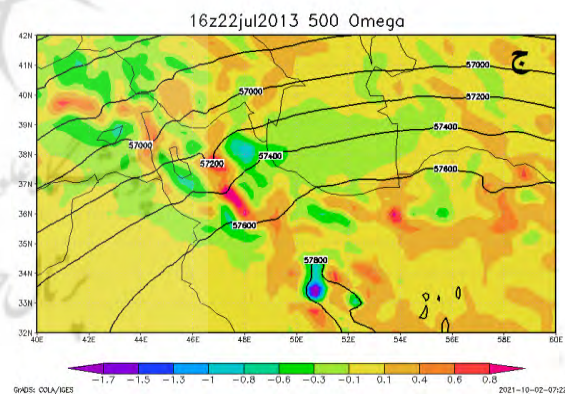 16z22jul2013 500 Omega
42N
41N
40N
39N
38N
37N
36N
35N
34N
33N
32N
57000
57000
57200
57400
57000
57200
57400
57600
57600
57800
ج
40E 42E 44E 46E 48E 50E 52E 54E 56E 58E 60E
-1.7 -1.5 -1.3 -1 -0.8 -0.6 -0.3 -0.1 0.1 0.4 0.6 0.8
GrADS: COLA/IGES 2021-10-02-07:22